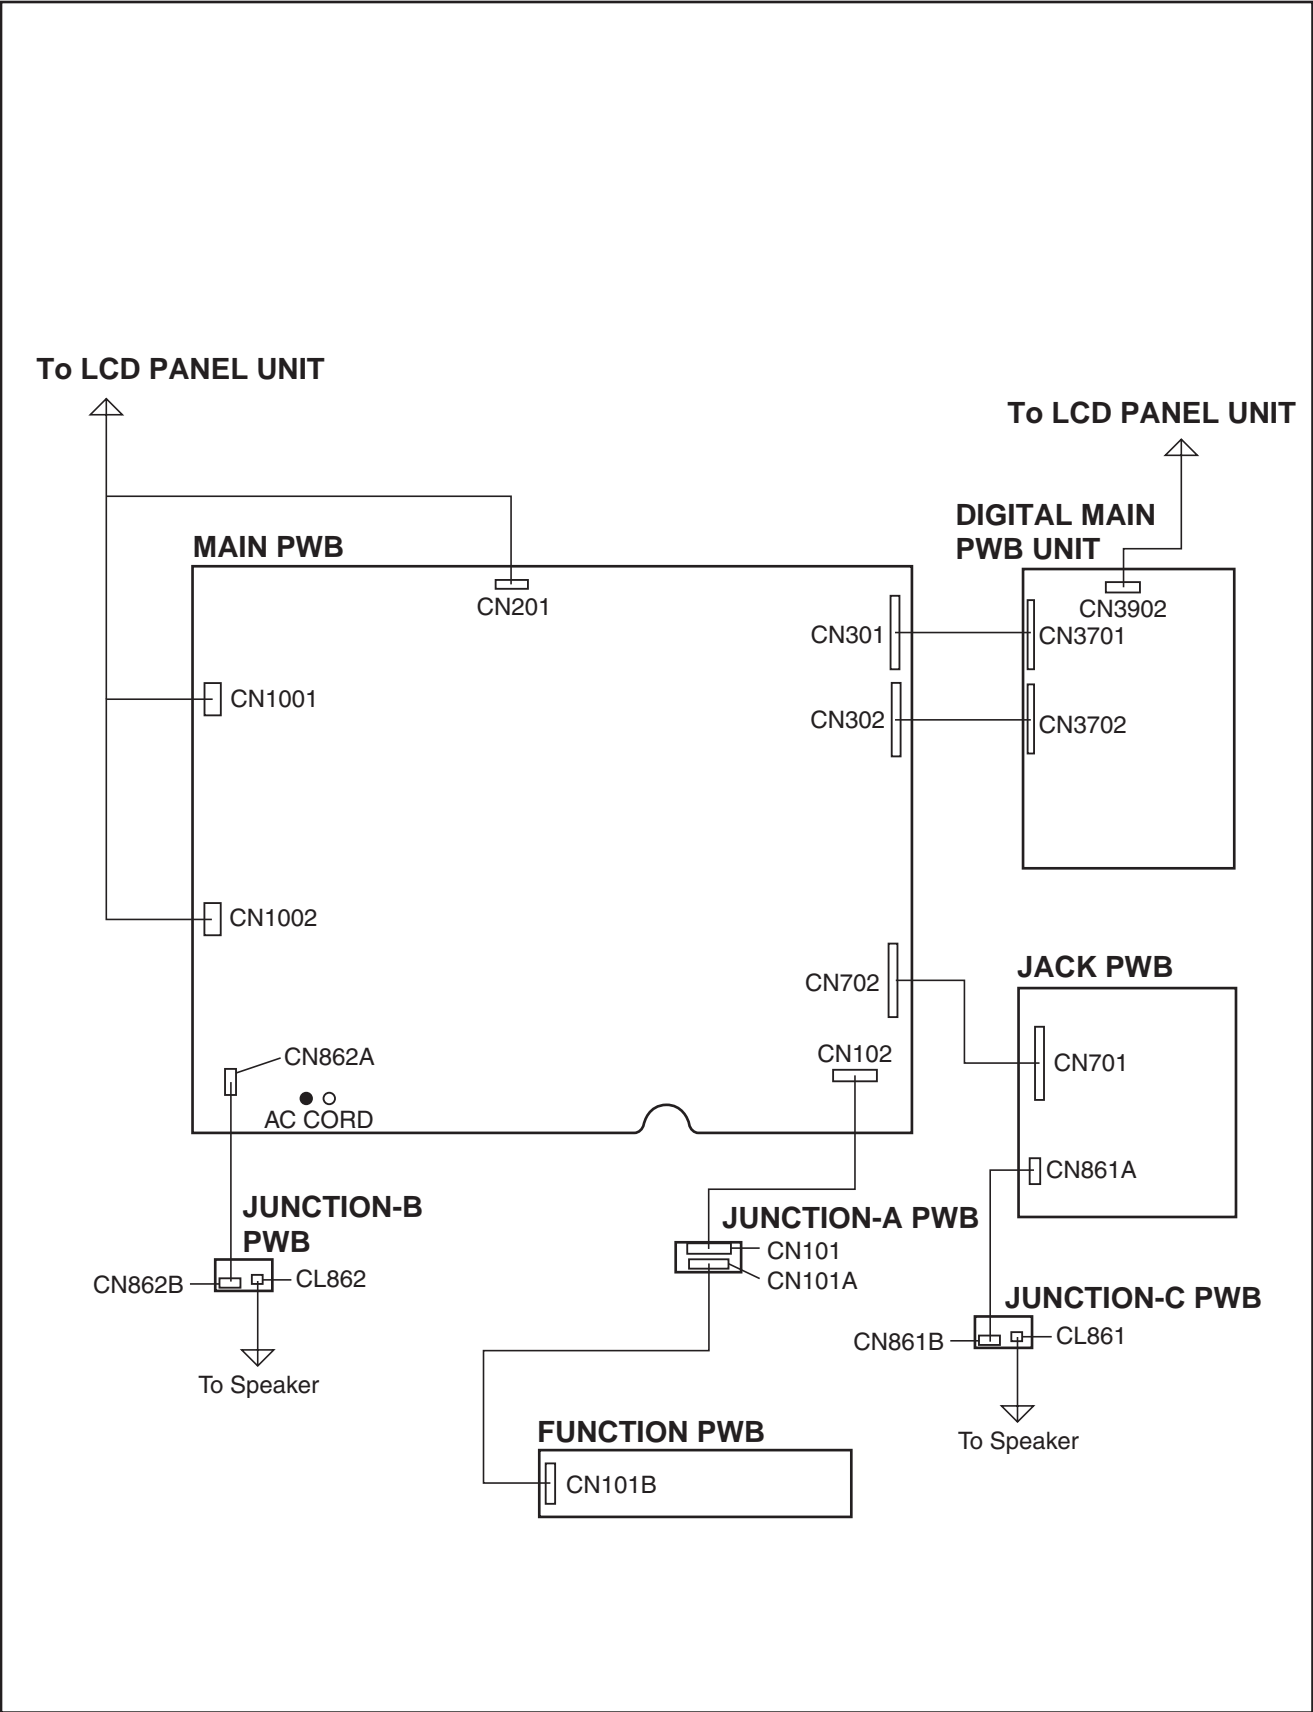 To LCD PANEL UNIT
To LCD PANEL UNIT
DIGITAL MAIN
PWB UNIT
MAIN PWB
CN201
CN3902
CN301
CN3701
CN1001
CN302
CN3702
CN1002
JACK PWB
CN702
CN862A
CN102
CN701
AC CORD
CN861A
JUNCTION-B
PWB
JUNCTION-A PWB
CN101
CN862B
CL862
CN101A
JUNCTION-C PWB
CN861B
CL861
To Speaker
FUNCTION PWB
To Speaker
CN101B